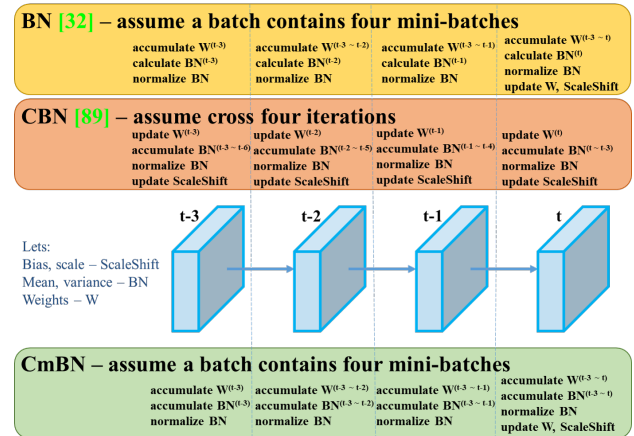 BN [32] – assume a batch contains four mini-batches
accumulate W(t-3) accumulate W(t-3 ~ t-2) accumulate W(t-3 ~ t-1) accumulate W(t-3 ~ t)
calculate BN(t-3) calculate BN(t-2) calculate BN(t-1) calculate BN(t)
normalize BN normalize BN normalize BN normalize BN
update W, ScaleShift
CBN [89] – assume cross four iterations
update W(t-3) update W(t-2) update W(t-1) update W(t)
accumulate BN(t-3 ~ t-6) accumulate BN(t-2 ~ t-5) accumulate BN(t-1 ~ t-4) accumulate BN(t ~ t-3)
normalize BN normalize BN normalize BN normalize BN
update ScaleShift update ScaleShift update ScaleShift update ScaleShift
t-3 t-2 t-1 t
Lets:
Bias, scale – ScaleShift
Mean, variance – BN
Weights – W
CmBN – assume a batch contains four mini-batches
accumulate W(t-3) accumulate W(t-3 ~ t-2) accumulate W(t-3 ~ t-1) accumulate W(t-3 ~ t)
accumulate BN(t-3) accumulate BN(t-3 ~ t-2) accumulate BN(t-3 ~ t-1) accumulate BN(t-3 ~ t)
normalize BN normalize BN normalize BN normalize BN
update W, ScaleShift